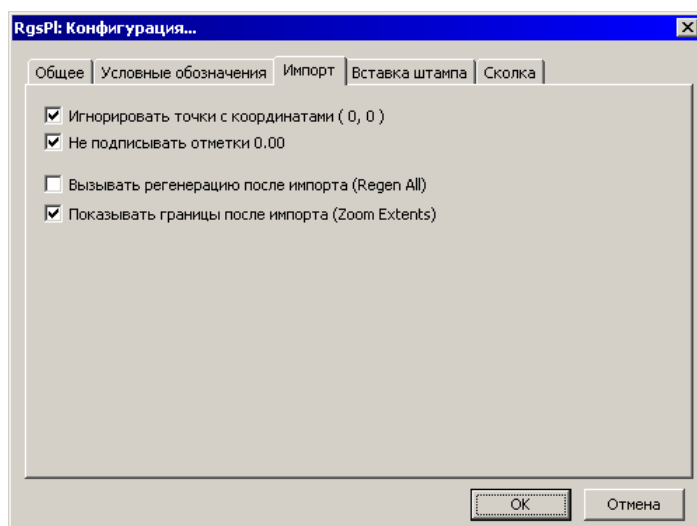 RgsPl: Конфигурация...
Общее Условные обозначения Импорт Вставка штампа Сколка
Игнорировать точки с координатами ( 0, 0 )
Не подписывать отметки 0.00
Вызывать регенерацию после импорта (Regen All)
Показывать границы после импорта (Zoom Extents)
OK Отмена